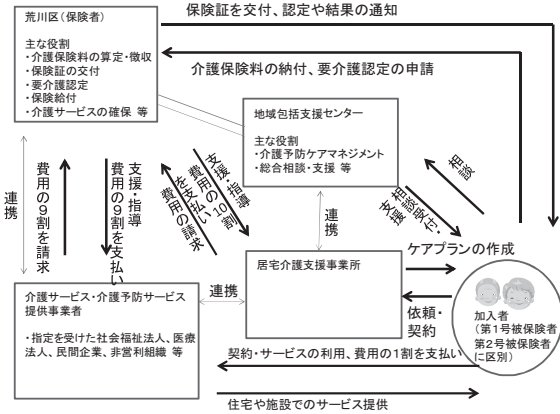 荒川区（保険者）
主な役割
・介護保険料の算定・徴収
・保険証の交付
・要介護認定
・保険給付
・介護サービスの確保 等
保険証を交付、認定や結果の通知
介護保険料の納付、要介護認定の申請
地域包括支援センター
主な役割
・介護予防ケアマネジメント
・総合相談・支援 等
連携
費用の9割を請求
支援・指導
費用の9割を支払い
費用の請求
支援・指導
費用の10割
を支払い
連携
相談受付・
支援
相談
ケアプランの作成
居宅介護支援事業所
連携
依頼・
契約
加入者
（第1号被保険者
第2号被保険者
に区別）
介護サービス・介護予防サービス
提供事業者
・指定を受けた社会福祉法人、医療
法人、民間企業、非営利組織 等
契約・サービスの利用、費用の1割を支払い
住宅や施設でのサービス提供